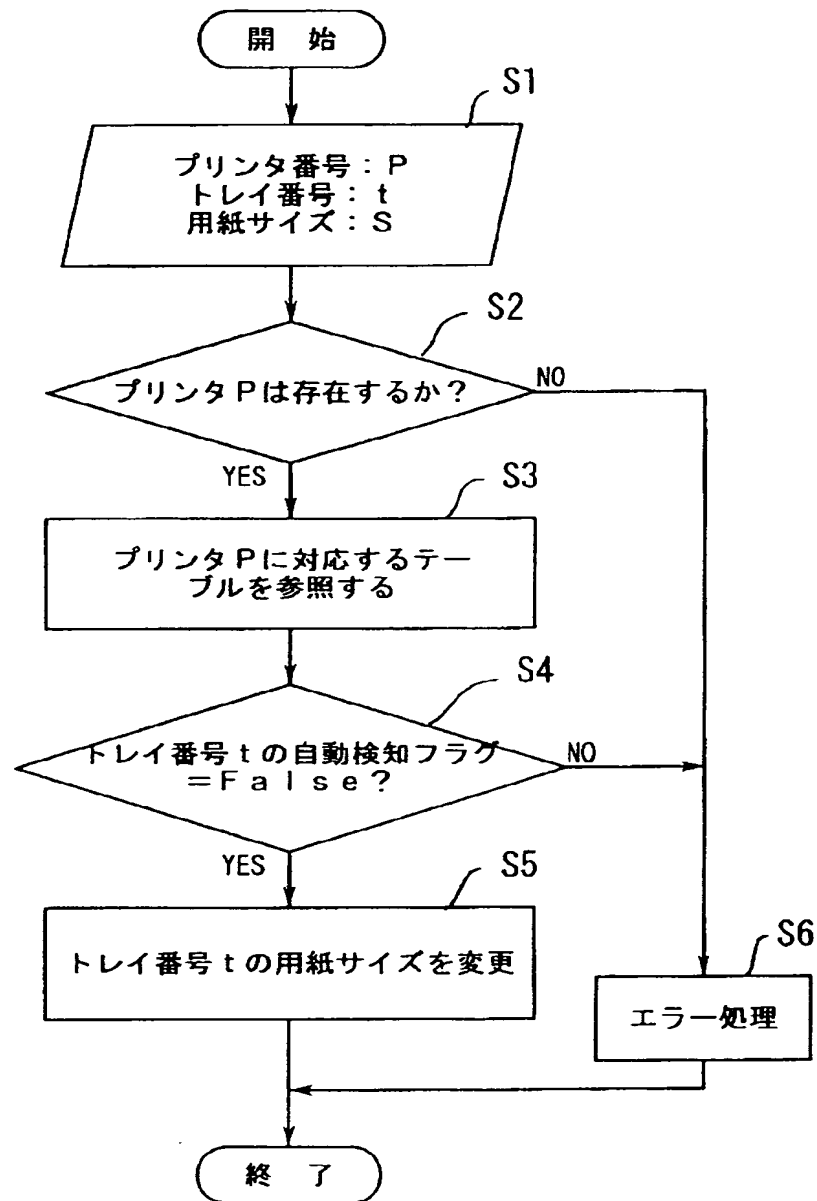 開 始
S1
プリンタ番号：P
トレイ番号：t
用紙サイズ：S
S2
プリンタPは存在するか？
NO
YES
S3
プリンタPに対応するテー
ブルを参照する
S4
トレイ番号tの自動検知フラグ
＝False？
NO
YES
S5
トレイ番号tの用紙サイズを変更
S6
エラー処理
終 了